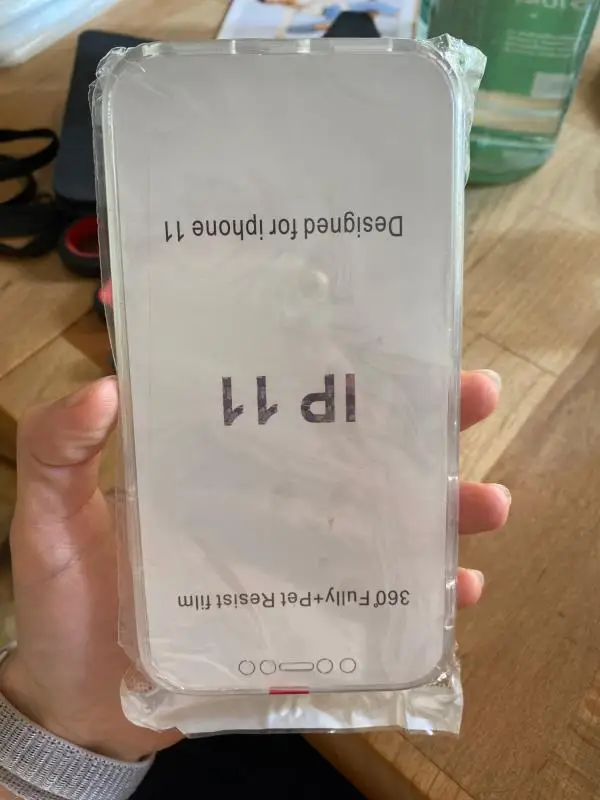 360°Fully+Pet Resist film
IP 11
Designed for iphone 11